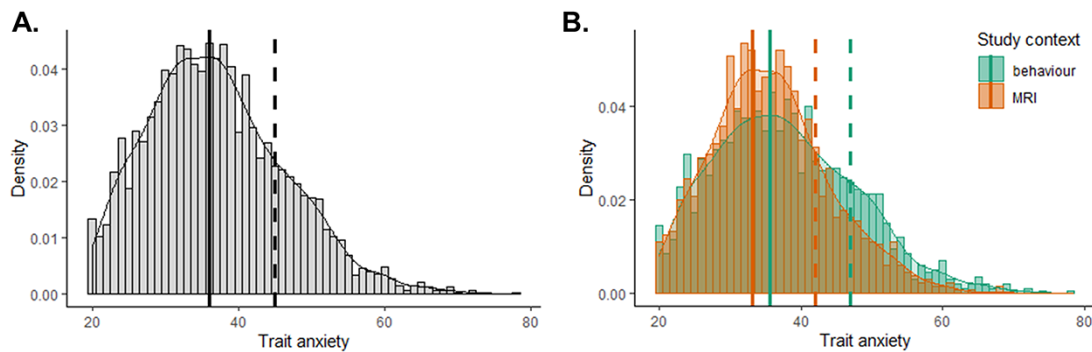 A.
Density
0.04
0.03
0.02
0.01
0.00
20 40 60 80
Trait anxiety
B.
Density
0.04
0.02
0.00
20 40 60 80
Trait anxiety
Study context
behaviour
MRI